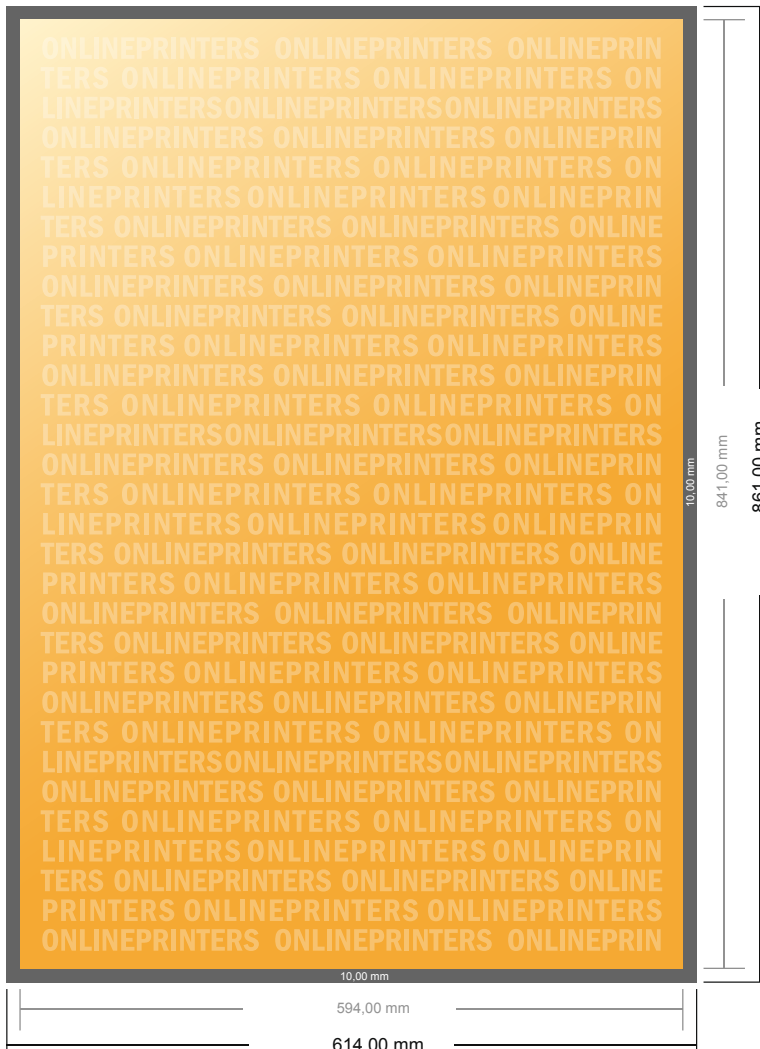 ONLINEPRINTERS ONLINEPRINTERS ONLINEPRIN
TERS ONLINEPRINTERS ONLINEPRINTERS ON
LINEPRINTERSONLINEPRINTERSONLINEPRINTERS
ONLINEPRINTERS ONLINEPRINTERS ONLINEPRIN
TERS ONLINEPRINTERS ONLINEPRINTERS ON
LINEPRINTERS ONLINEPRINTERS ONLINEPRIN
TERS ONLINEPRINTERS ONLINEPRINTERS ONLINE
PRINTERS ONLINEPRINTERS ONLINEPRINTERS
ONLINEPRINTERS ONLINEPRINTERS ONLINEPRIN
TERS ONLINEPRINTERS ONLINEPRINTERS ONLINE
PRINTERS ONLINEPRINTERS ONLINEPRINTERS
ONLINEPRINTERS ONLINEPRINTERS ONLINEPRIN
TERS ONLINEPRINTERS ONLINEPRINTERS ON
LINEPRINTERSONLINEPRINTERSONLINEPRINTERS
ONLINEPRINTERS ONLINEPRINTERS ONLINEPRIN
TERS ONLINEPRINTERS ONLINEPRINTERS ON
LINEPRINTERS ONLINEPRINTERS ONLINEPRIN
TERS ONLINEPRINTERS ONLINEPRINTERS ONLINE
PRINTERS ONLINEPRINTERS ONLINEPRINTERS
ONLINEPRINTERS ONLINEPRINTERS ONLINEPRIN
TERS ONLINEPRINTERS ONLINEPRINTERS ONLINE
PRINTERS ONLINEPRINTERS ONLINEPRINTERS
ONLINEPRINTERS ONLINEPRINTERS ONLINEPRIN
TERS ONLINEPRINTERS ONLINEPRINTERS ON
LINEPRINTERSONLINEPRINTERSONLINEPRINTERS
ONLINEPRINTERS ONLINEPRINTERS ONLINEPRIN
TERS ONLINEPRINTERS ONLINEPRINTERS ON
LINEPRINTERS ONLINEPRINTERS ONLINEPRIN
TERS ONLINEPRINTERS ONLINEPRINTERS ONLINE
PRINTERS ONLINEPRINTERS ONLINEPRINTERS
ONLINEPRINTERS ONLINEPRINTERS ONLINEPRIN
10,00 mm
841,00 mm
861,00 mm
10,00 mm
594,00 mm
614,00 mm